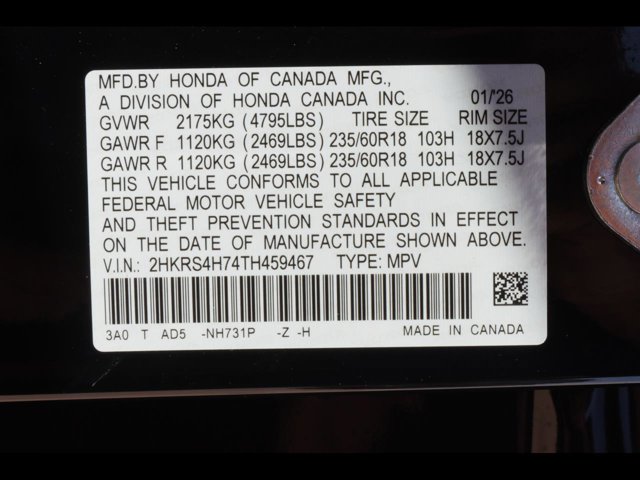 MFD.BY HONDA OF CANADA MFG.,
A DIVISION OF HONDA CANADA INC. 01/'26
GVWR 2175KG (4795LBS) TIRE SIZE RIM SIZE
GAWR F 1120KG (2469LBS) 235/60R18 103H 18X7.5J
GAWR R 1120KG (2469LBS) 235/60R18 103H 18X7.5J
THIS VEHICLE CONFORMS TO ALL APPLICABLE
FEDERAL MOTOR VEHICLE SAFETY
AND THEFT PREVENTION STANDARDS IN EFFECT
ON THE DATE OF MANUFACTURE SHOWN ABOVE.
V.I.N.: 2HKRS4H74TH459467 TYPE: MPV
3A0 T AD5 -NH731P -Z -H MADE IN CANADA